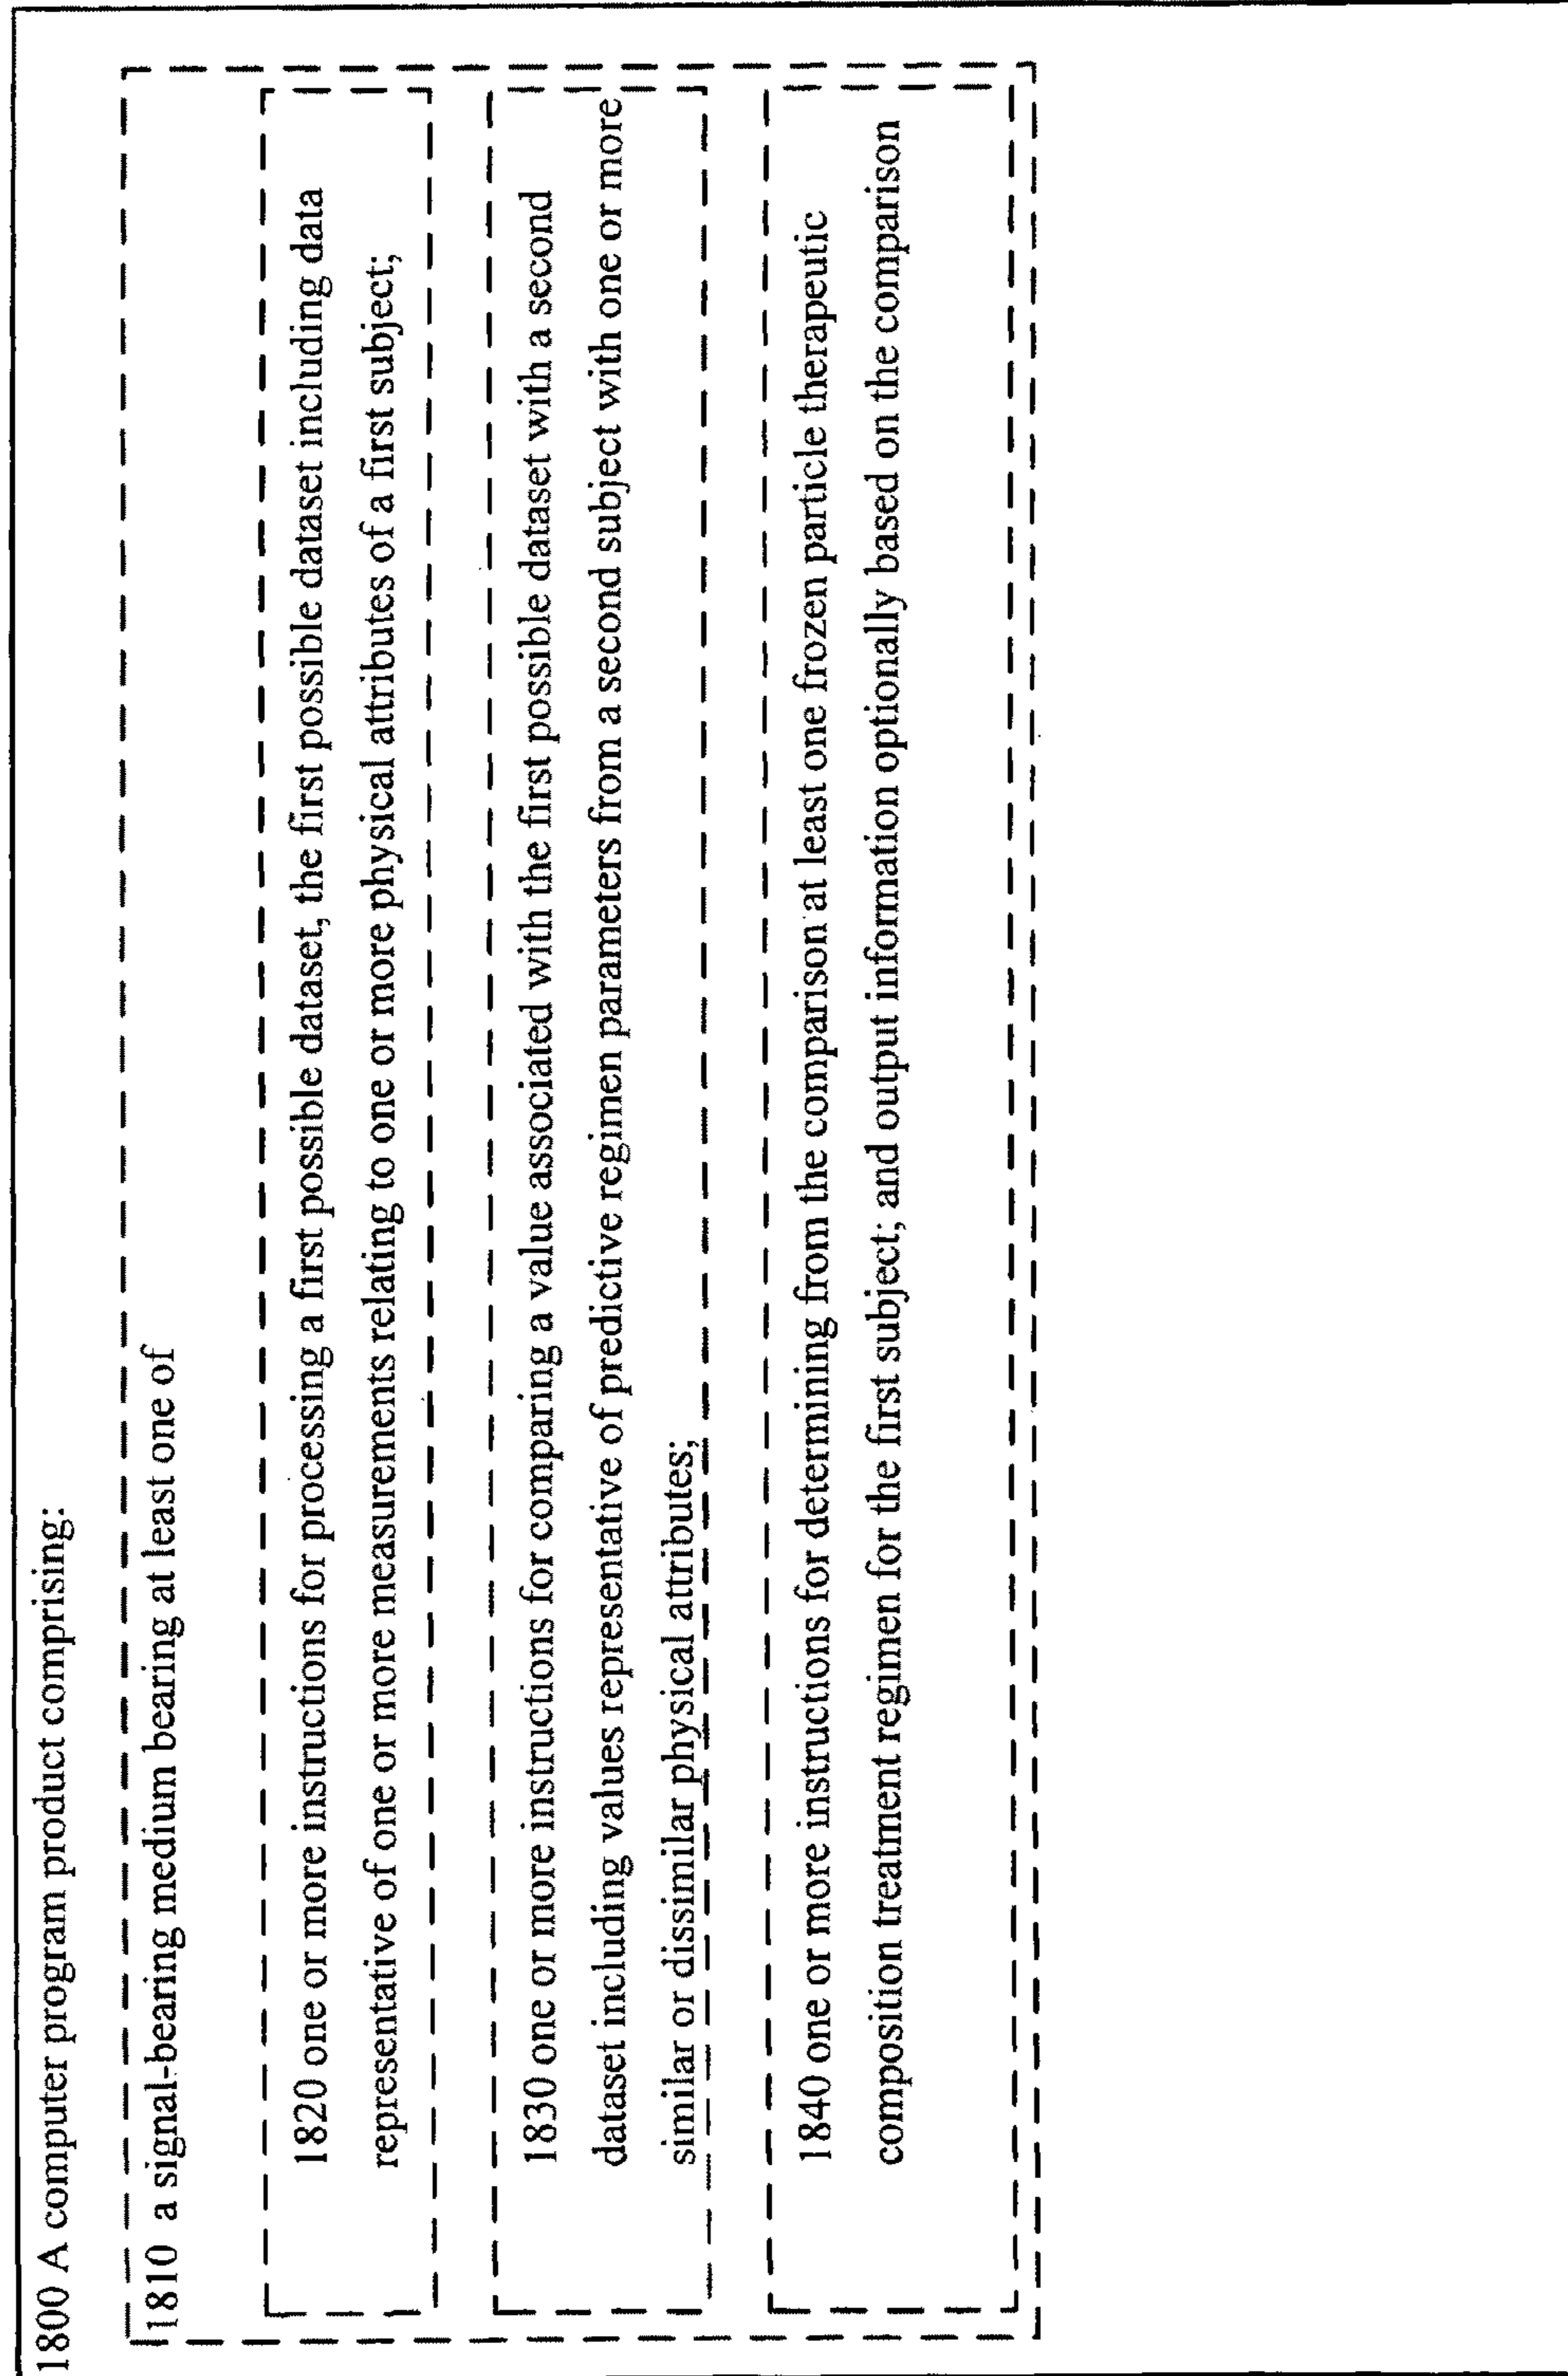 1800 A computer program product comprising:
1810 a signal-bearing medium bearing at least one of
1820 one or more instructions for processing a first possible dataset, the first possible dataset including data
representative of one or more measurements relating to one or more physical attributes of a first subject;
1830 one or more instructions for comparing a value associated with the first possible dataset with a second
dataset including values representative of predictive regimen parameters from a second subject with one or more
similar or dissimilar physical attributes;
1840 one or more instructions for determining from the comparison at least one frozen particle therapeutic
composition treatment regimen for the first subject; and output information optionally based on the comparison